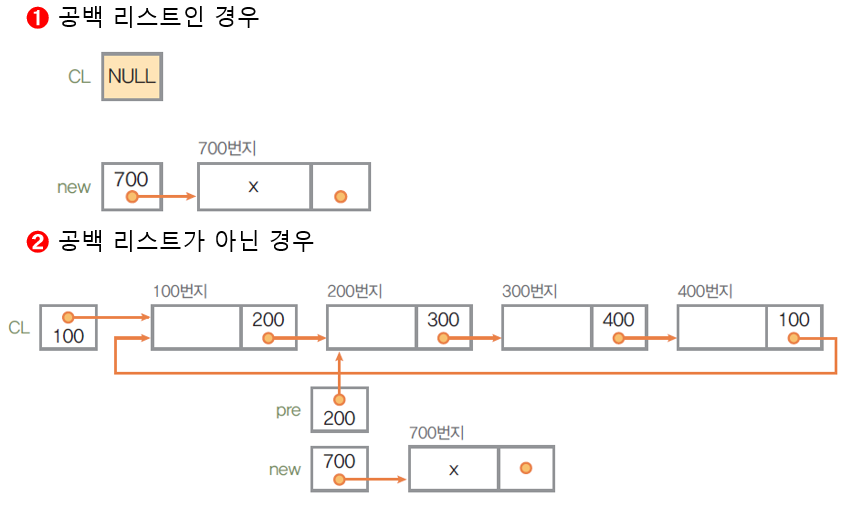 ❶ 공백 리스트인 경우
CL NULL
700번지
new 700 x
❷ 공백 리스트가 아닌 경우
100번지 200번지 300번지 400번지
CL 100 200 300 400 100
pre 200
700번지
new 700 x